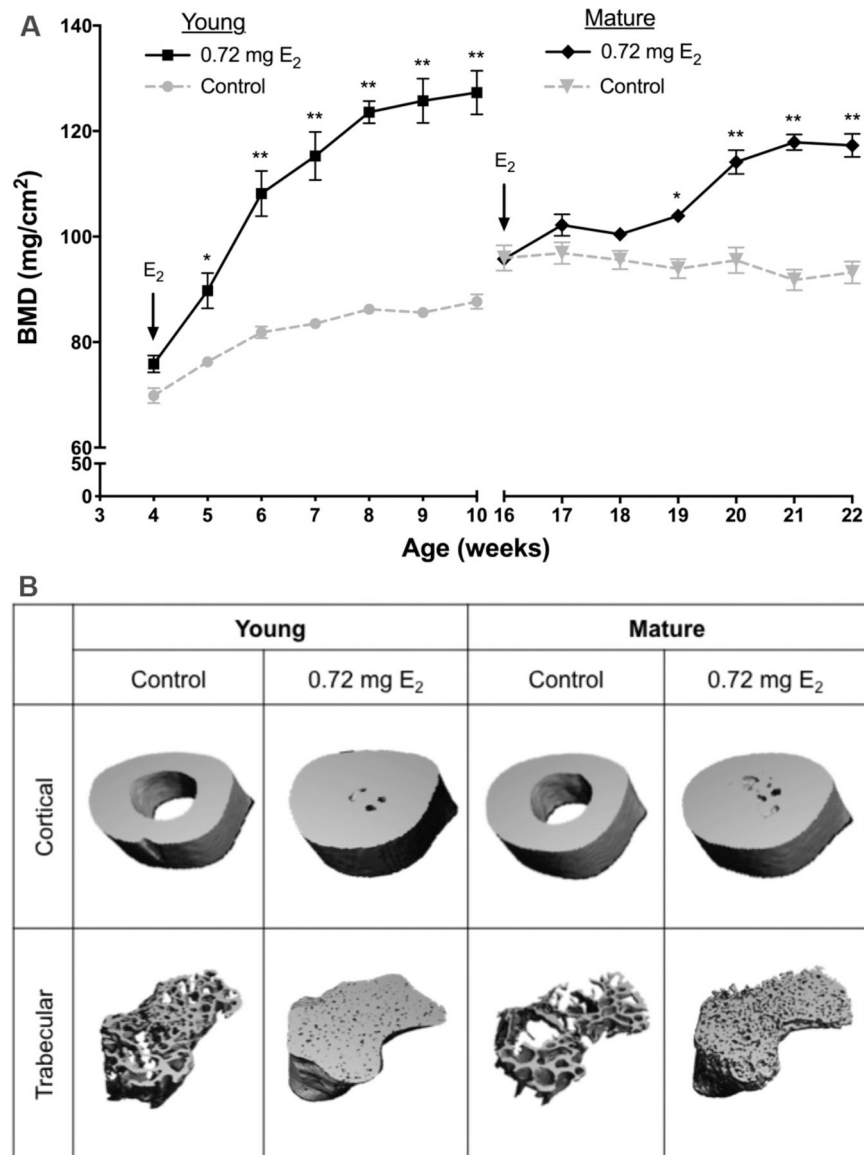 A
Young
0.72 mg E₂
Control
Mature
0.72 mg E₂
Control
BMD (mg/cm²)
140
120
100
80
60
50
0
E₂
*
**
**
**
**
**
E₂
*
**
**
**
3 4 5 6 7 8 9 10 16 17 18 19 20 21 22
Age (weeks)
B
Young Mature
Control 0.72 mg E₂ Control 0.72 mg E₂
Cortical
Trabecular